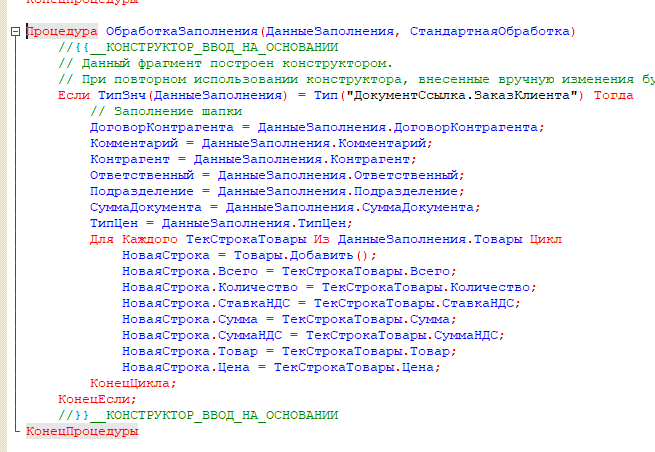 КонецПроцедуры
Процедура ОбработкаЗаполнения(ДанныеЗаполнения, СтандартнаяОбработка)
//{{__КОНСТРУКТОР_ВВОД_НА_ОСНОВАНИИ
// Данный фрагмент построен конструктором.
// При повторном использовании конструктора, внесенные вручную изменения бу
Если ТипЗнч(ДанныеЗаполнения) = Тип("ДокументСсылка.ЗаказКлиента") Тогда
// Заполнение шапки
ДоговорКонтрагента = ДанныеЗаполнения.ДоговорКонтрагента;
Комментарий = ДанныеЗаполнения.Комментарий;
Контрагент = ДанныеЗаполнения.Контрагент;
Ответственный = ДанныеЗаполнения.Ответственный;
Подразделение = ДанныеЗаполнения.Подразделение;
СуммаДокумента = ДанныеЗаполнения.СуммаДокумента;
ТипЦен = ДанныеЗаполнения.ТипЦен;
Для Каждого ТекСтрокаТовары Из ДанныеЗаполнения.Товары Цикл
НоваяСтрока = Товары.Добавить();
НоваяСтрока.Всего = ТекСтрокаТовары.Всего;
НоваяСтрока.Количество = ТекСтрокаТовары.Количество;
НоваяСтрока.СтавкаНДС = ТекСтрокаТовары.СтавкаНДС;
НоваяСтрока.Сумма = ТекСтрокаТовары.Сумма;
НоваяСтрока.СуммаНДС = ТекСтрокаТовары.СуммаНДС;
НоваяСтрока.Товар = ТекСтрокаТовары.Товар;
НоваяСтрока.Цена = ТекСтрокаТовары.Цена;
КонецЦикла;
КонецЕсли;
//}}__КОНСТРУКТОР_ВВОД_НА_ОСНОВАНИИ
КонецПроцедуры